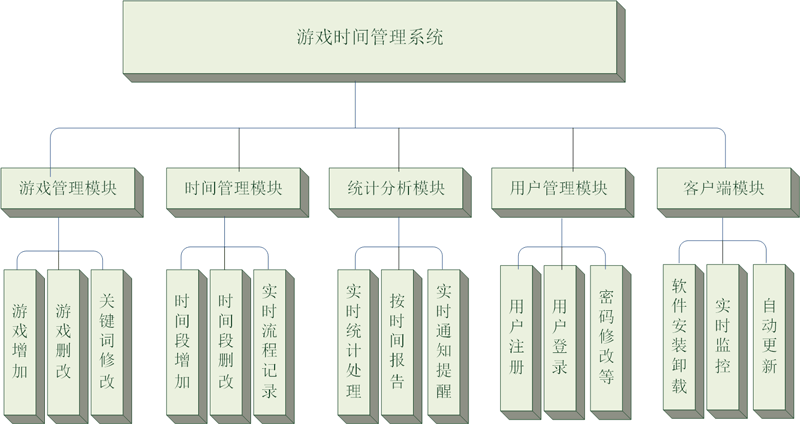 游戏时间管理系统
游戏管理模块
时间管理模块
统计分析模块
用户管理模块
客户端模块
游戏增加
游戏删改
关键词修改
时间段增加
时间段删改
实时流程记录
实时统计处理
按时间报告
实时通知提醒
用户注册
用户登录
密码修改等
软件安装卸载
实时监控
自动更新